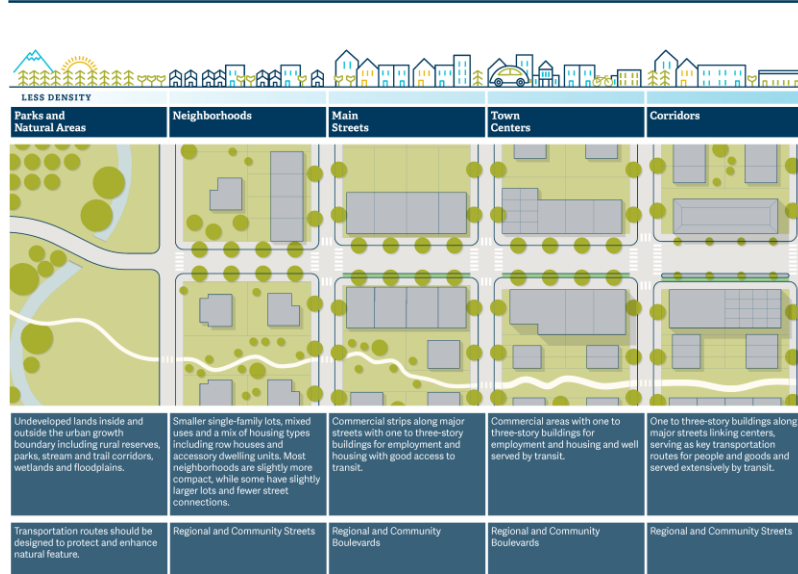 LESS DENSITY
Parks and
Natural Areas
Neighborhoods
Main
Streets
Town
Centers
Corridors
Undeveloped lands inside and
outside the urban growth
boundary including rural reserves,
parks, stream and trail corridors,
wetlands and floodplains.
Smaller single-family lots, mixed
uses and a mix of housing types
including row houses and
accessory dwelling units. Most
neighborhoods are slightly more
compact, while some have slightly
larger lots and fewer street
connections.
Commercial strips along major
streets with one to three-story
buildings for employment and
housing with good access to
transit.
Commercial areas with one to
three-story buildings for
employment and housing and well
served by transit.
One to three-story buildings along
major streets linking centers,
serving as key transportation
routes for people and goods and
served extensively by transit.
Transportation routes should be
designed to protect and enhance
natural feature.
Regional and Community Streets
Regional and Community
Boulevards
Regional and Community
Boulevards
Regional and Community Streets